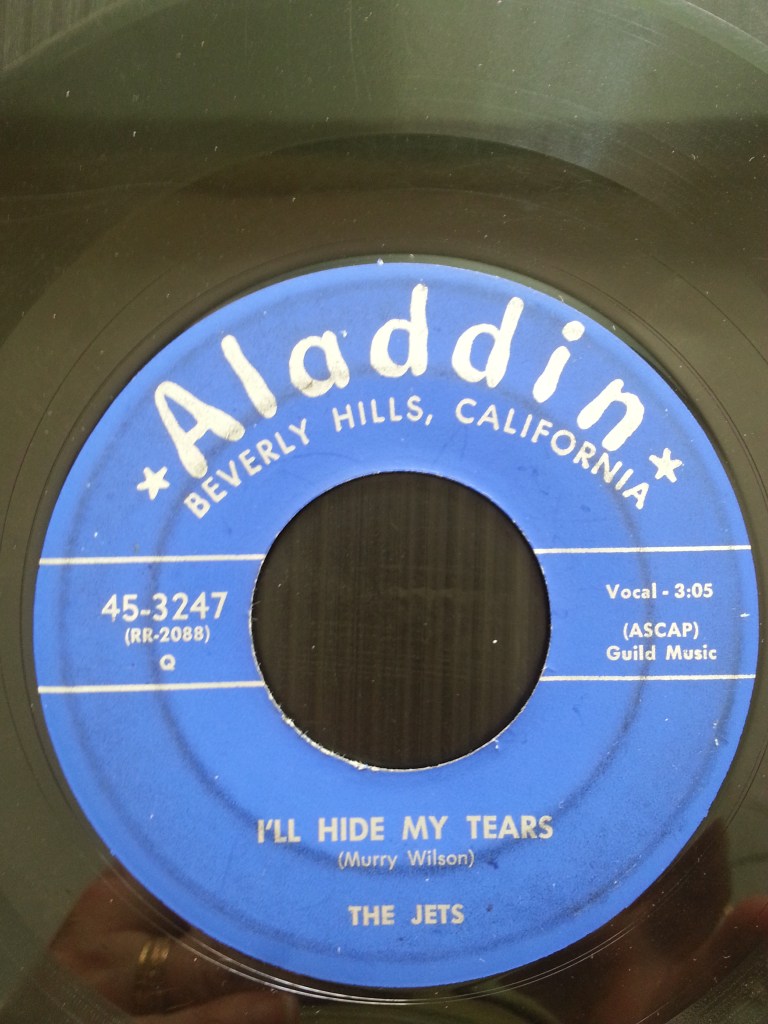 Aladdin
★ BEVERLY HILLS, CALIFORNIA ★
45-3247
(RR-2088)
Q
Vocal - 3:05
(ASCAP)
Guild Music
I'LL HIDE MY TEARS
(Murry Wilson)
THE JETS